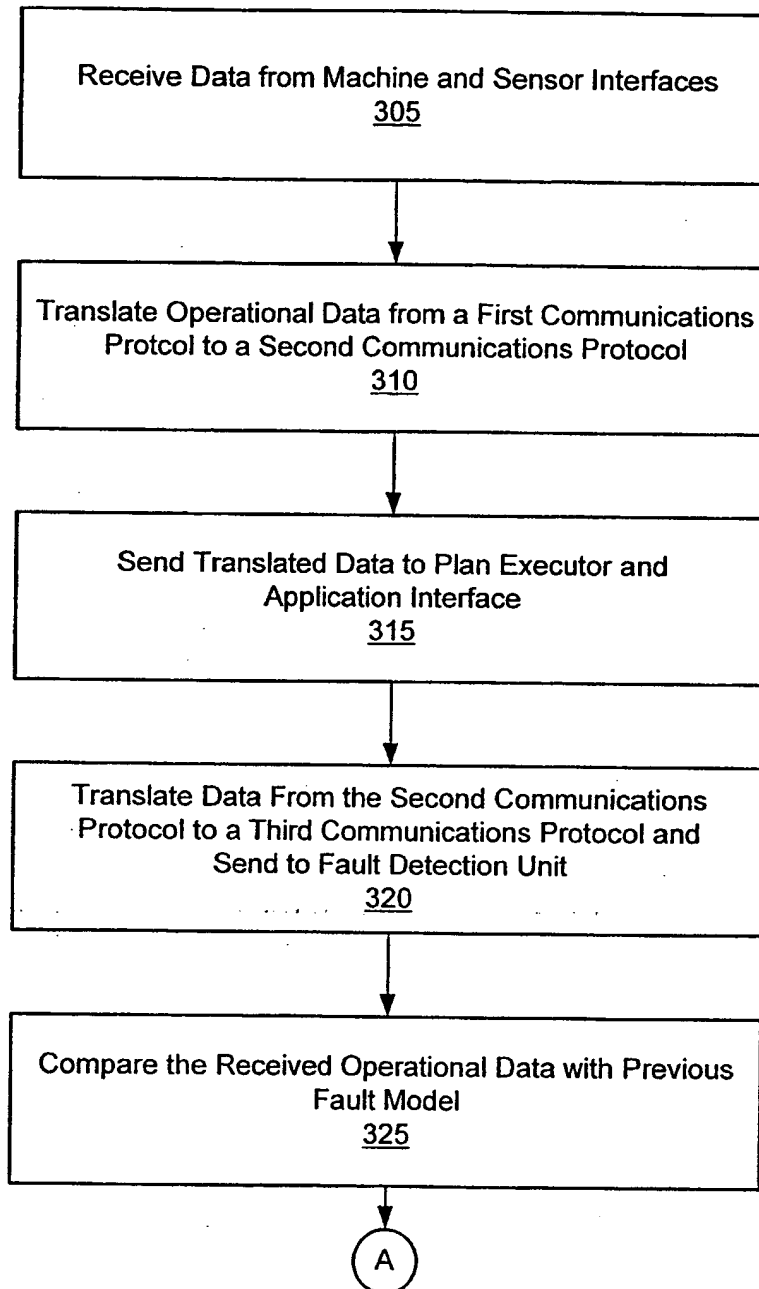 Receive Data from Machine and Sensor Interfaces
305
Translate Operational Data from a First Communications
Protcol to a Second Communications Protocol
310
Send Translated Data to Plan Executor and
Application Interface
315
Translate Data From the Second Communications
Protocol to a Third Communications Protocol and
Send to Fault Detection Unit
320
Compare the Received Operational Data with Previous
Fault Model
325
A